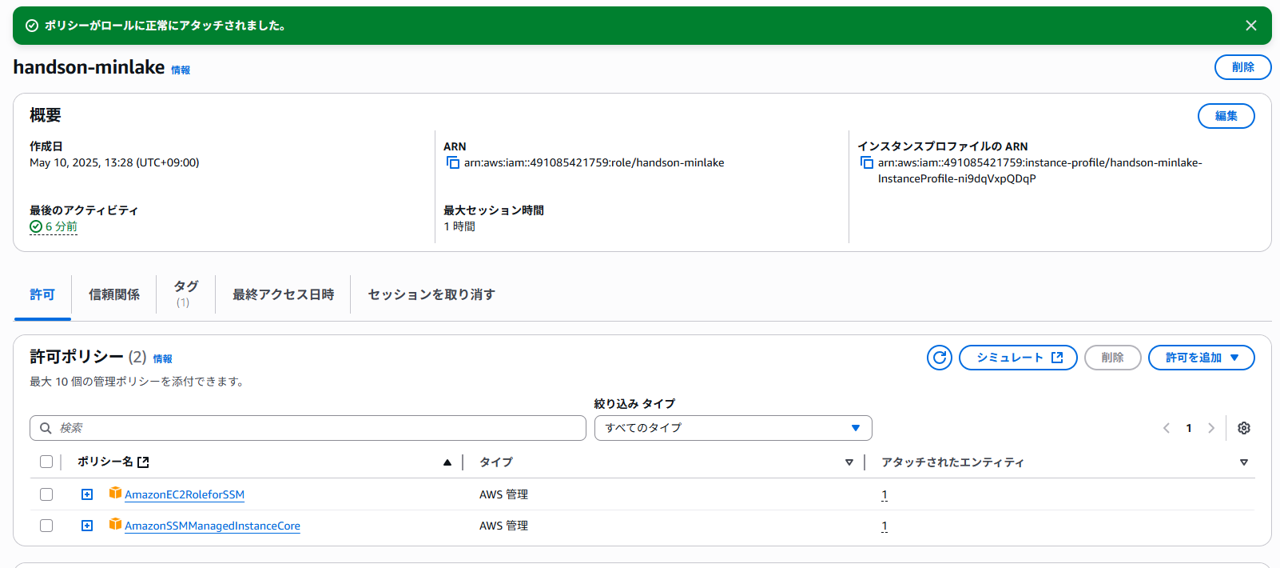 ポリシーがロールに正常にアタッチされました。
handson-minlake 情報
削除
概要
編集
作成日
May 10, 2025, 13:28 (UTC+09:00)
ARN
arn:aws:iam::491085421759:role/handson-minlake
インスタンスプロファイルの ARN
arn:aws:iam::491085421759:instance-profile/handson-minlake-
InstanceProfile-ni9dqVxpQDqP
最後のアクティビティ
6 分前
最大セッション時間
1 時間
許可
信頼関係
タグ
(1)
最終アクセス日時
セッションを取り消す
許可ポリシー (2) 情報
シミュレート
削除
許可を追加
最大 10 個の管理ポリシーを添付できます。
絞り込み タイプ
検索
すべてのタイプ
1
ポリシー名
タイプ
アタッチされたエンティティ
AmazonEC2RoleforSSM
AWS 管理
1
AmazonSSMManagedInstanceCore
AWS 管理
1